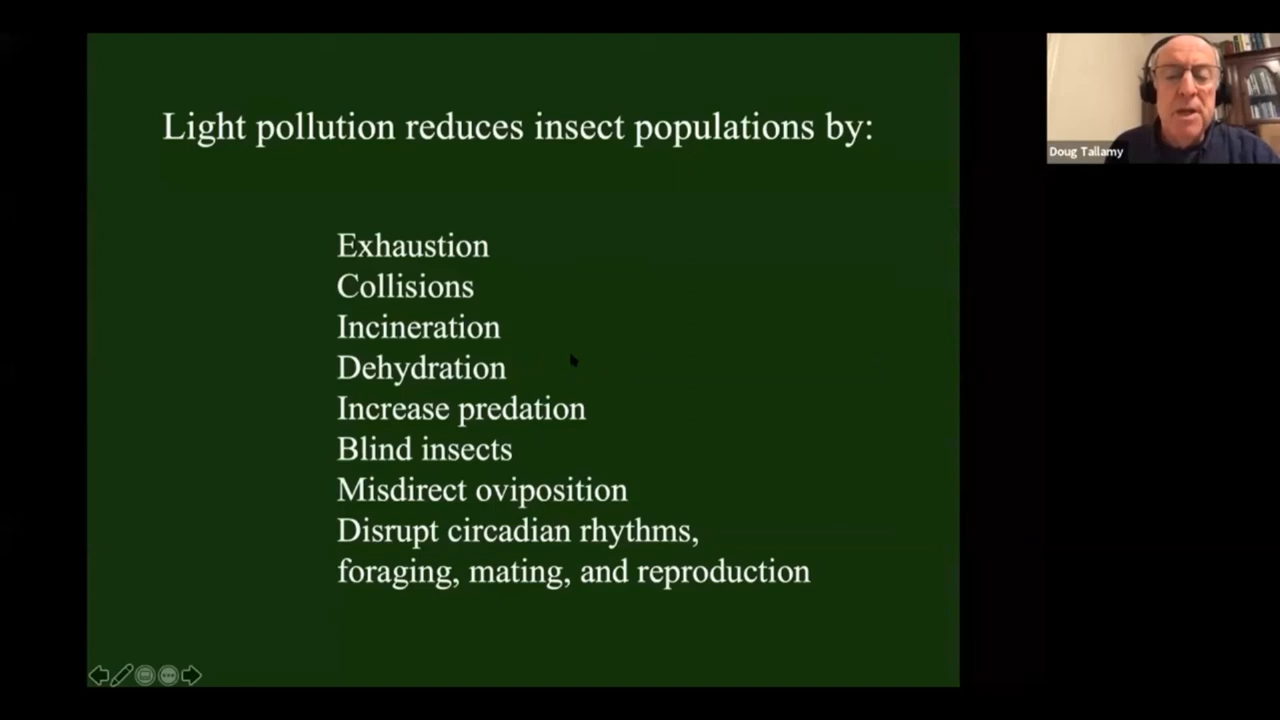 Light pollution reduces insect populations by:
Exhaustion
Collisions
Incineration
Dehydration
Increase predation
Blind insects
Misdirect oviposition
Disrupt circadian rhythms,
foraging, mating, and reproduction
Doug Tallamy